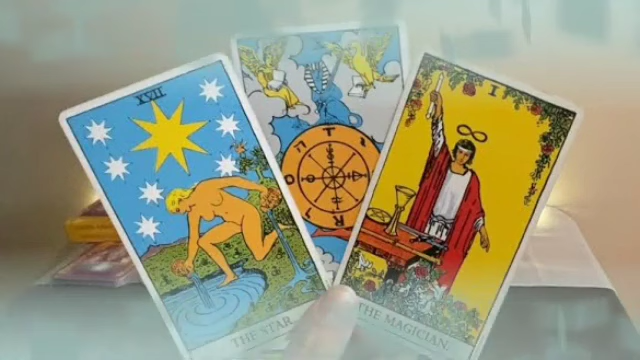 XVII
I
THE STAR.
THE MAGICIAN.